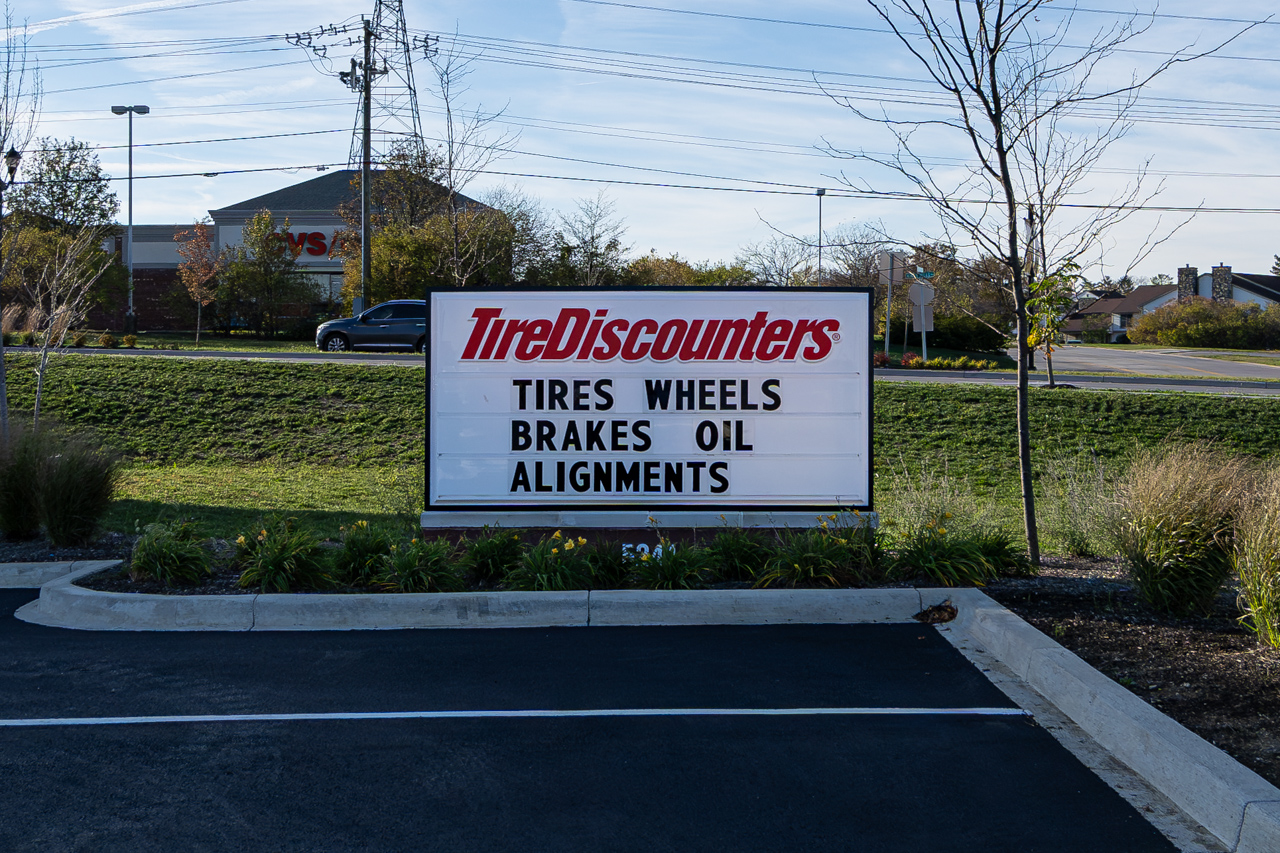 CVS/
TireDiscounters®
TIRES WHEELS
BRAKES OIL
ALIGNMENTS